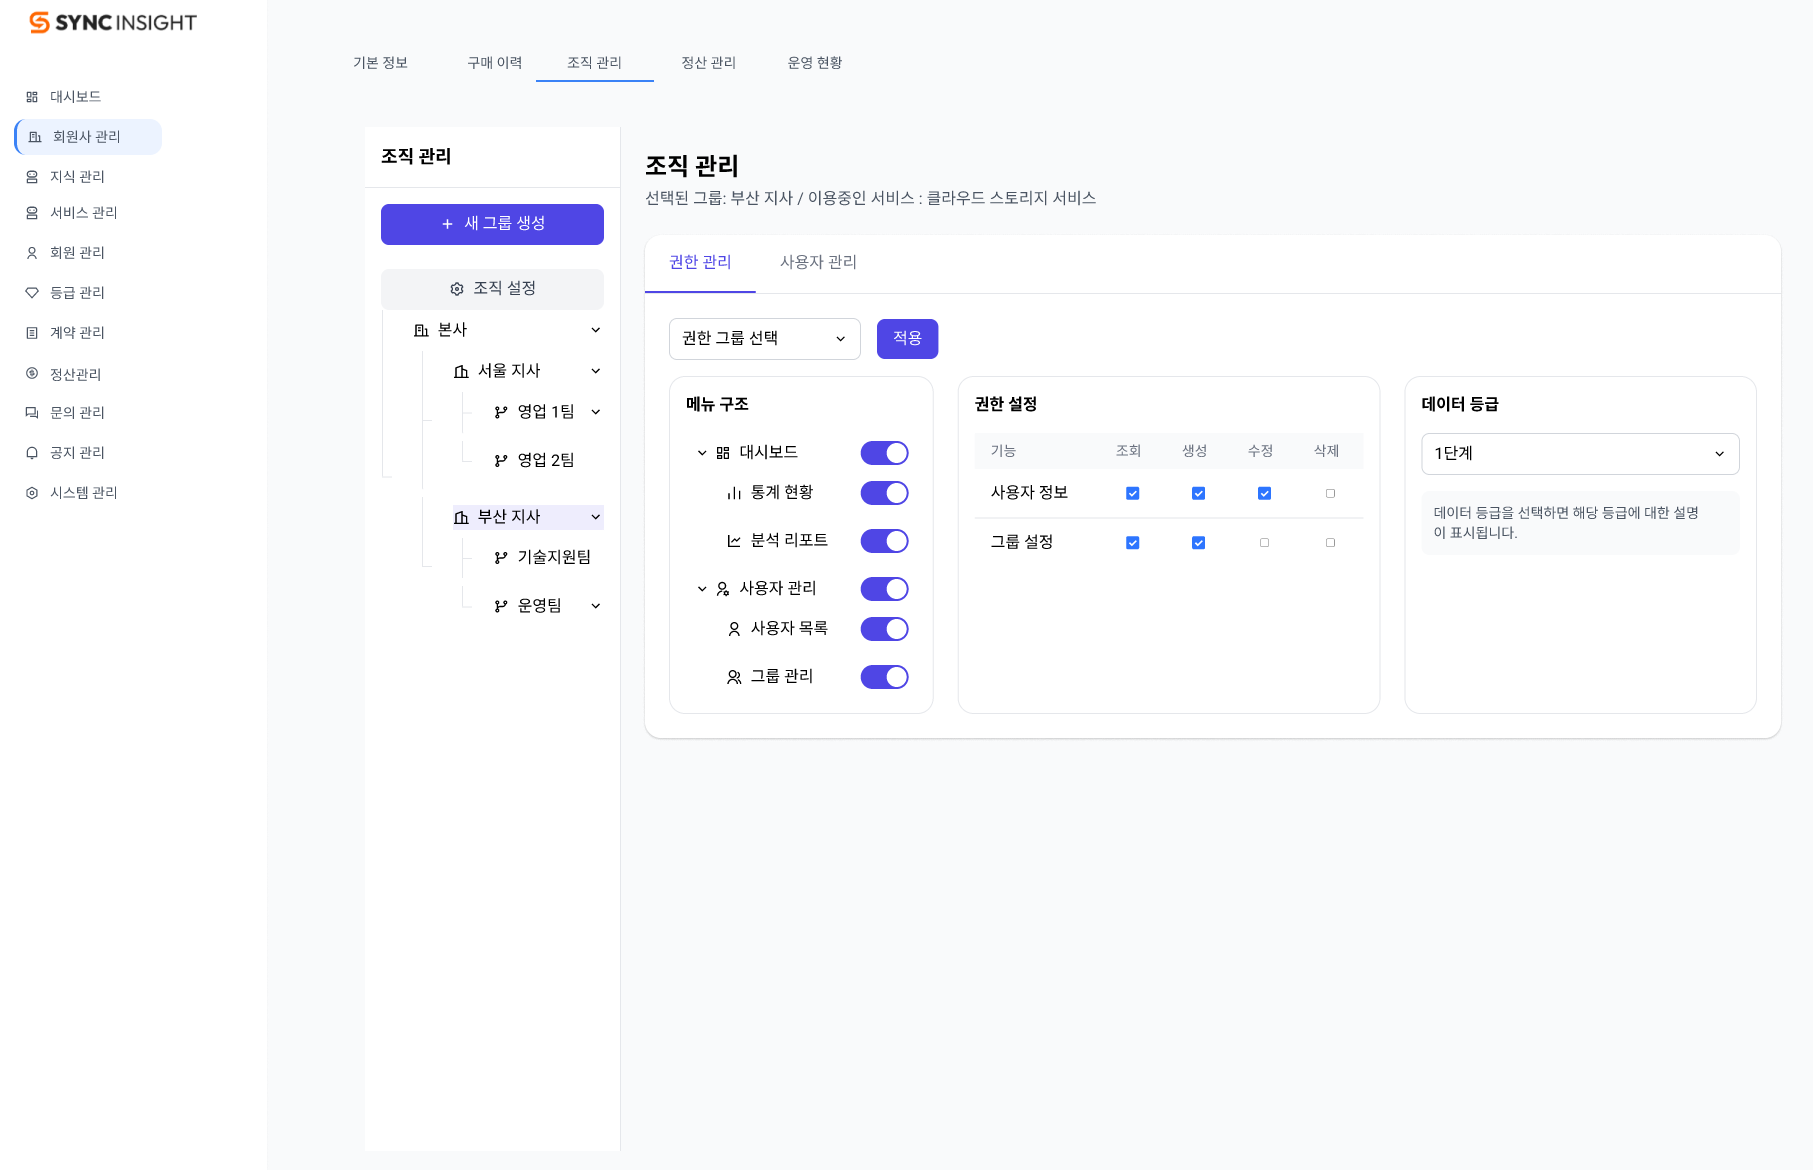 SYNC INSIGHT
대시보드
회원사 관리
지식 관리
서비스 관리
회원 관리
등급 관리
계약 관리
정산관리
문의 관리
공지 관리
시스템 관리
기본 정보
구매 이력
조직 관리
정산 관리
운영 현황
조직 관리
+ 새 그룹 생성
조직 설정
본사
서울 지사
영업 1팀
영업 2팀
부산 지사
기술지원팀
운영팀
조직 관리
선택된 그룹: 부산 지사 / 이용중인 서비스 : 클라우드 스토리지 서비스
권한 관리
사용자 관리
권한 그룹 선택
적용
메뉴 구조
대시보드
통계 현황
분석 리포트
사용자 관리
사용자 목록
그룹 관리
권한 설정
기능 조회 생성 수정 삭제
사용자 정보
그룹 설정
데이터 등급
1단계
데이터 등급을 선택하면 해당 등급에 대한 설명
이 표시됩니다.